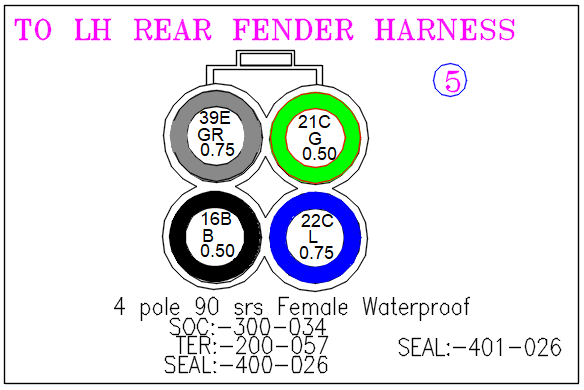 TO LH REAR FENDER HARNESS
5
39E
GR
0.75
21C
G
0.50
16B
B
0.50
22C
L
0.75
4 pole 90 srs Female Waterproof
SOC:-300-034
TER:-200-057
SEAL:-400-026
SEAL:-401-026